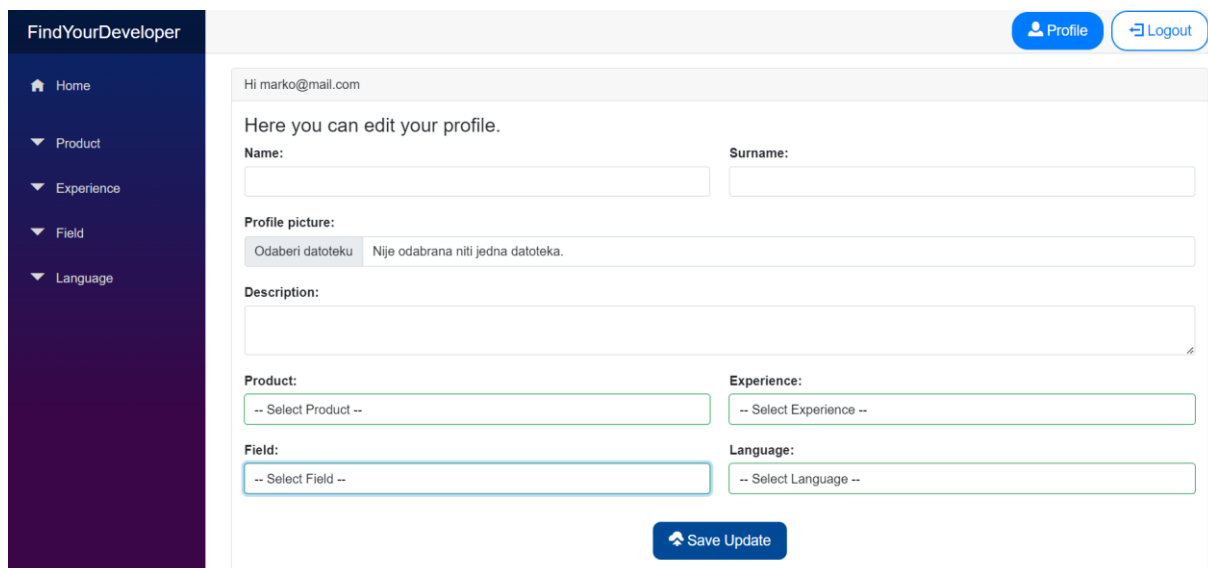 FindYourDeveloper
Profile
Logout
Home
Product
Experience
Field
Language
Hi marko@mail.com
Here you can edit your profile.
Name:
Surname:
Profile picture:
Odaberi datoteku Nije odabrana niti jedna datoteka.
Description:
Product:
Experience:
-- Select Product --
-- Select Experience --
Field:
Language:
-- Select Field --
-- Select Language --
Save Update